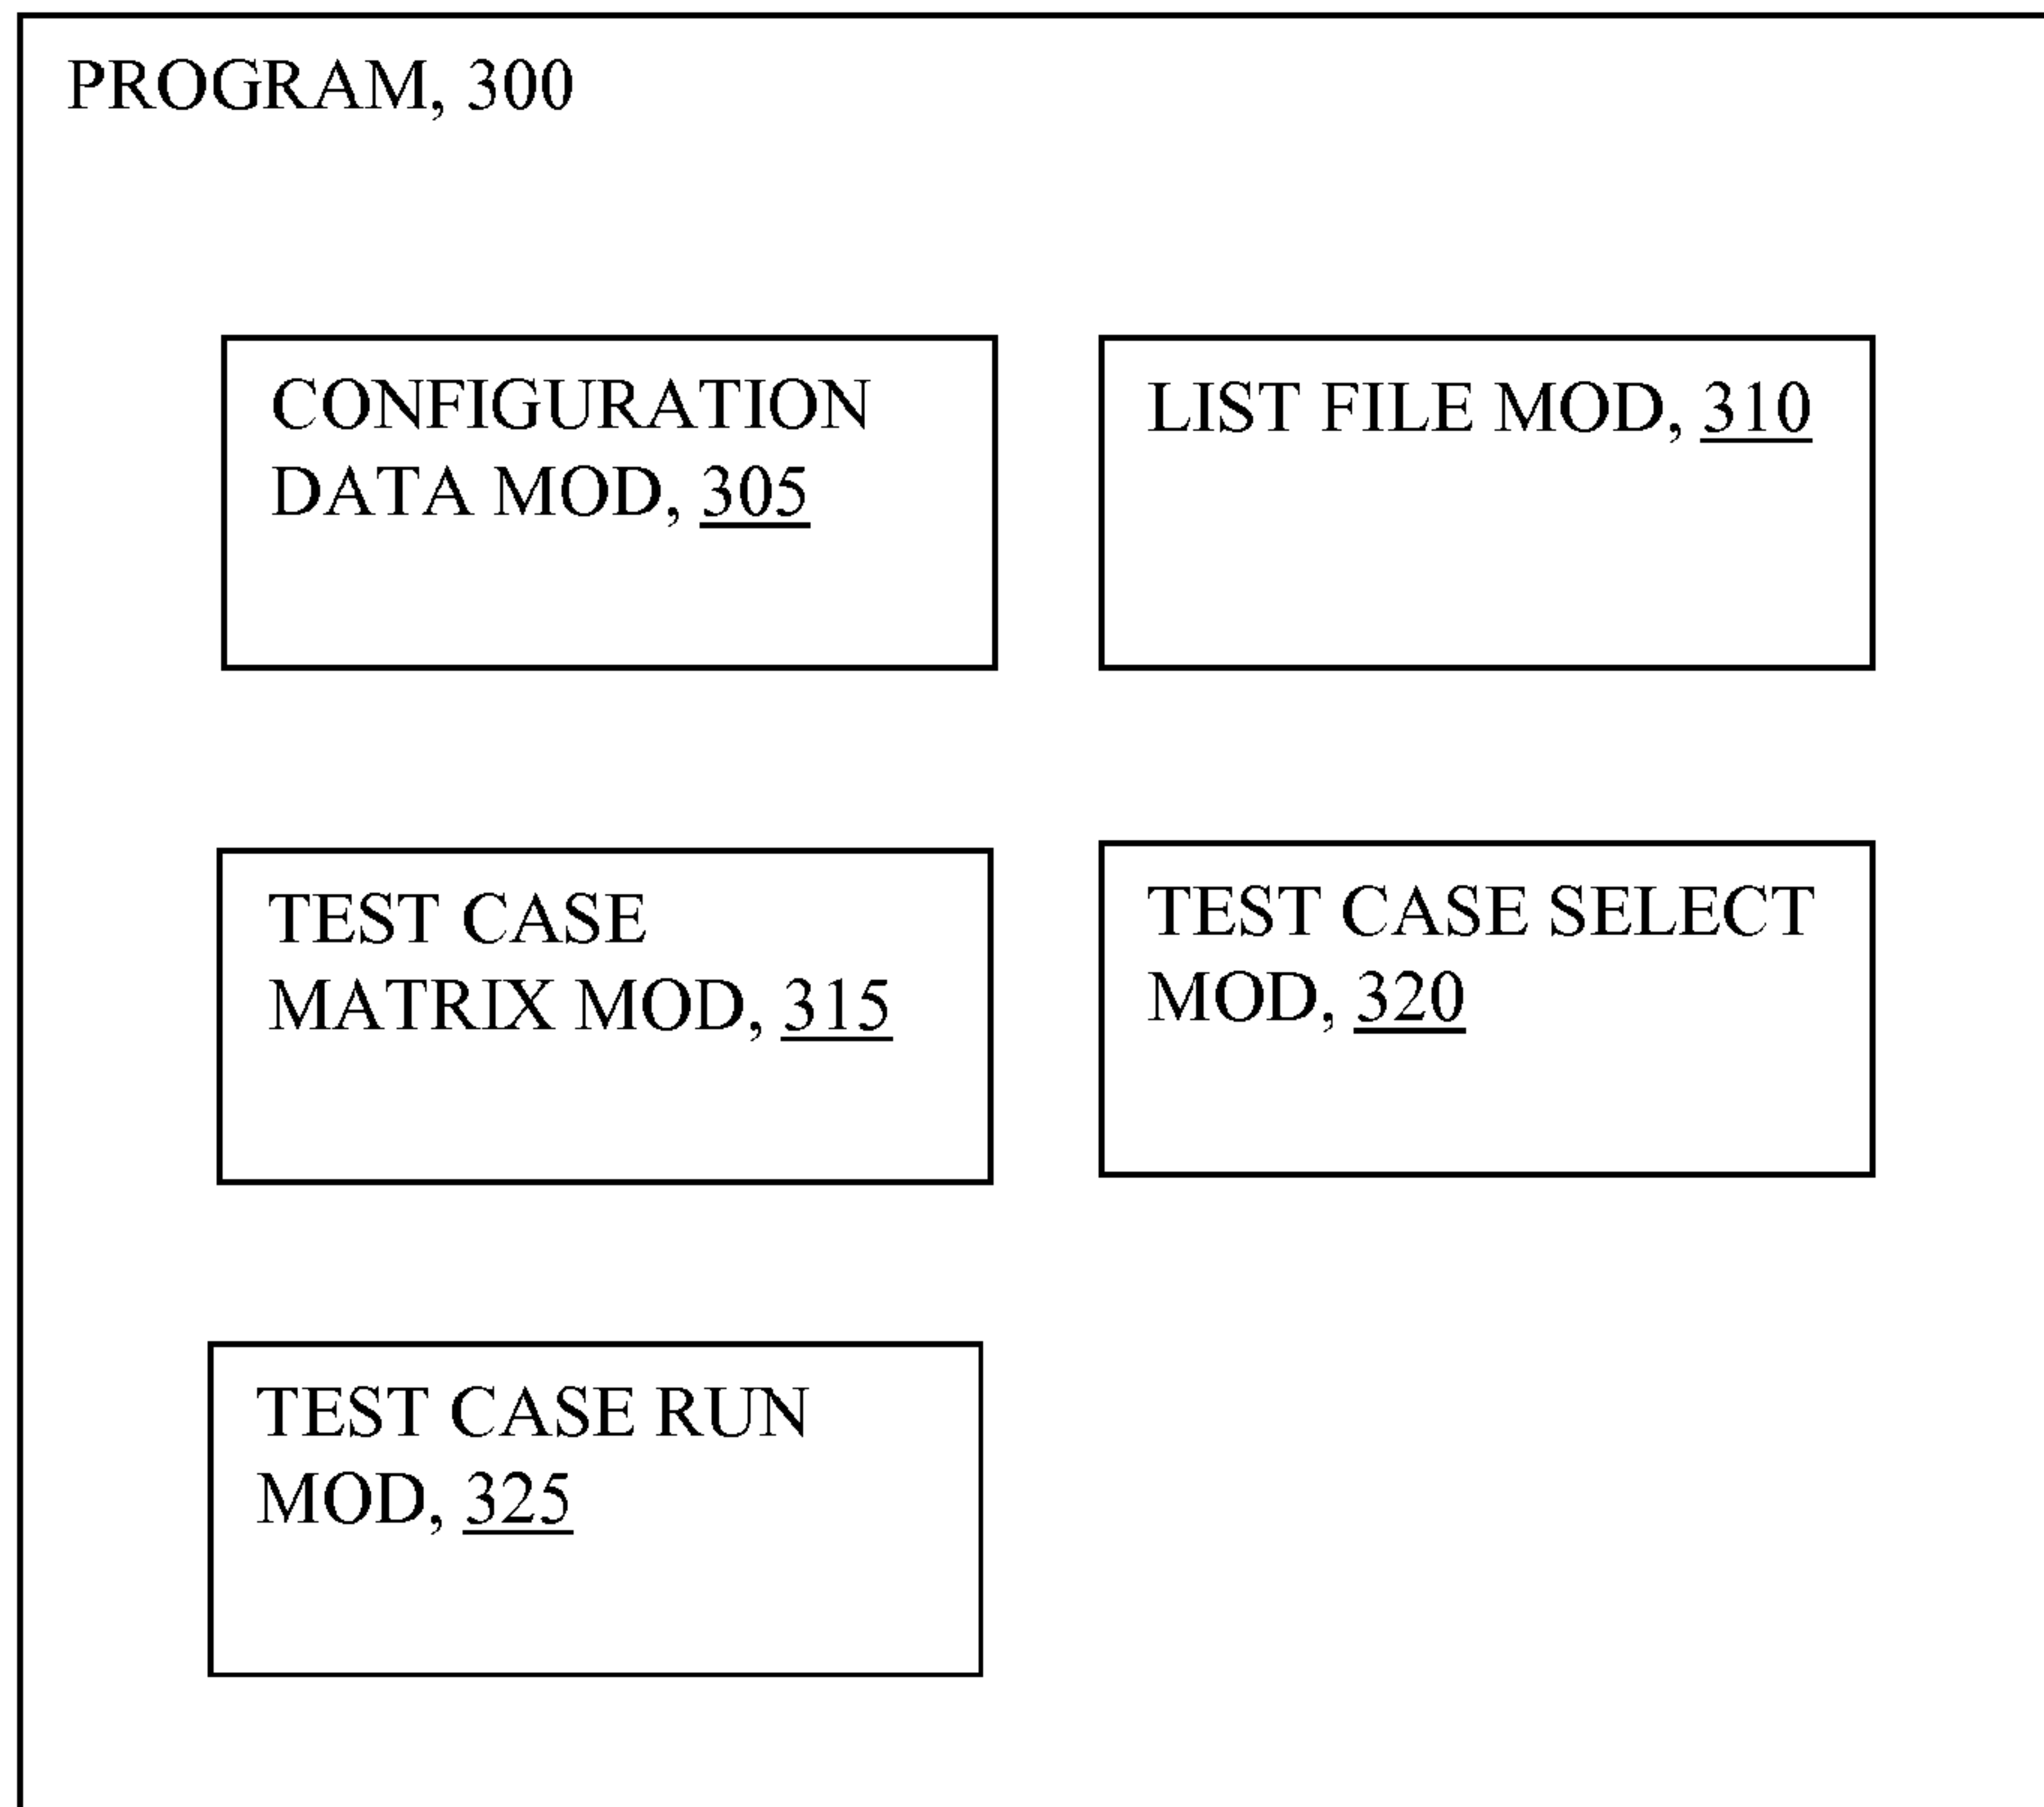 PROGRAM, 300
CONFIGURATION
DATA MOD, 305
LIST FILE MOD, 310
TEST CASE
MATRIX MOD, 315
TEST CASE SELECT
MOD, 320
TEST CASE RUN
MOD, 325